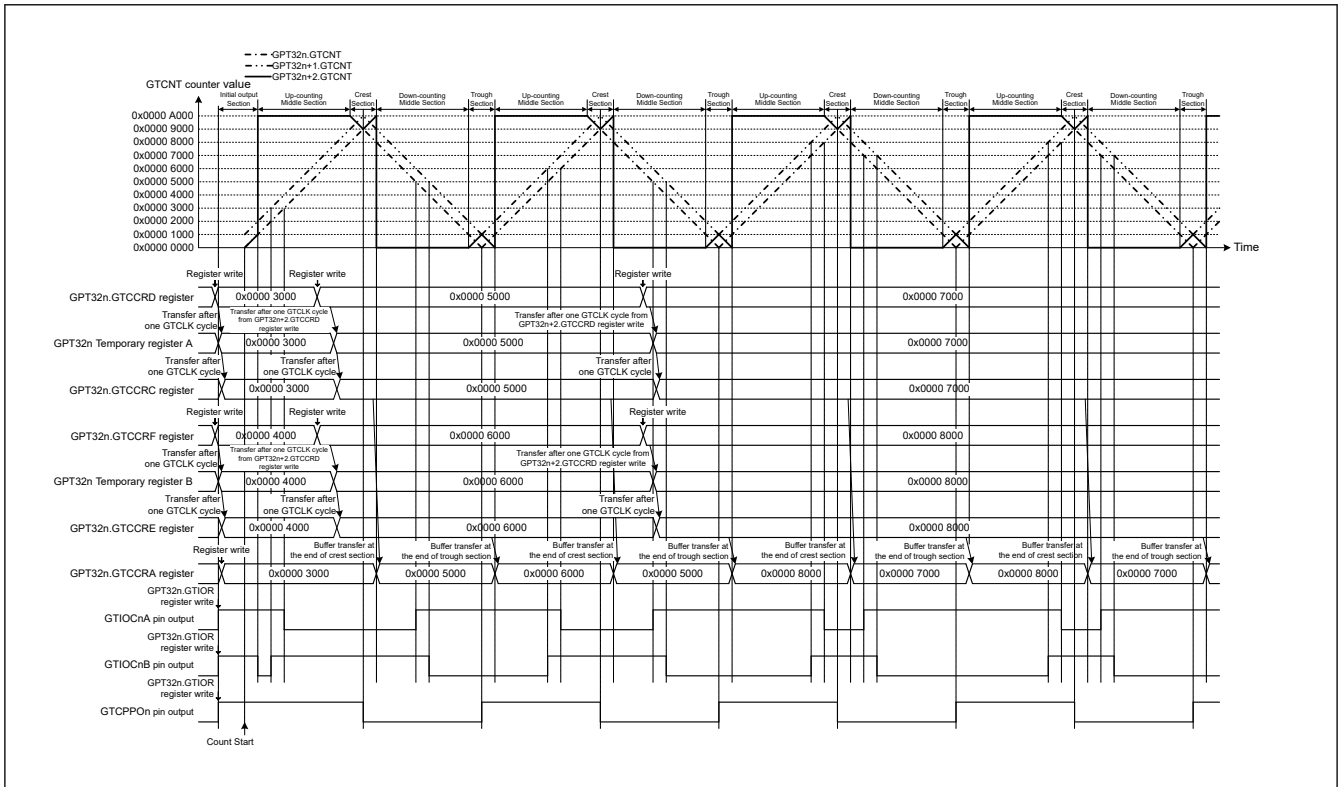 GPT32n.GTCNT
GPT32n+1.GTCNT
GPT32n+2.GTCNT
GTCNT counter value
Initial output
Section
Up-counting
Middle Section
Crest
Section
Down-counting
Middle Section
Trough
Section
Up-counting
Middle Section
Crest
Section
Down-counting
Middle Section
Trough
Section
Up-counting
Middle Section
Crest
Section
Down-counting
Middle Section
Trough
Section
Up-counting
Middle Section
Crest
Section
Down-counting
Middle Section
Trough
Section
0x0000 A000
0x0000 9000
0x0000 8000
0x0000 7000
0x0000 6000
0x0000 5000
0x0000 4000
0x0000 3000
0x0000 2000
0x0000 1000
0x0000 0000
Time
Register write
Register write
Register write
GPT32n.GTCCRD register
0x0000 3000
0x0000 5000
0x0000 7000
Transfer after
one GTCLK cycle
Transfer after one GTCLK cycle
from GPT32n+2.GTCCRD
register write
Transfer after one GTCLK cycle from
GPT32n+2.GTCCRD register write
GPT32n Temporary register A
0x0000 3000
0x0000 5000
0x0000 7000
Transfer after
one GTCLK cycle
Transfer after
one GTCLK cycle
Transfer after
one GTCLK cycle
GPT32n.GTCCRC register
0x0000 3000
0x0000 5000
0x0000 7000
Register write
Register write
Register write
GPT32n.GTCCRF register
0x0000 4000
0x0000 6000
0x0000 8000
Transfer after
one GTCLK cycle
Transfer after one GTCLK cycle
from GPT32n+2.GTCCRD
register write
Transfer after one GTCLK cycle from
GPT32n+2.GTCCRD register write
GPT32n Temporary register B
0x0000 4000
0x0000 6000
0x0000 8000
Transfer after
one GTCLK cycle
Transfer after
one GTCLK cycle
Transfer after
one GTCLK cycle
GPT32n.GTCCRE register
0x0000 4000
0x0000 6000
0x0000 8000
Register write
Buffer transfer at
the end of crest section
Buffer transfer at
the end of trough section
Buffer transfer at
the end of crest section
Buffer transfer at
the end of trough section
Buffer transfer at
the end of crest section
Buffer transfer at
the end of trough section
Buffer transfer at
the end of crest section
Buffer transfer at
the end of trough section
GPT32n.GTCCRA register
0x0000 3000
0x0000 5000
0x0000 6000
0x0000 5000
0x0000 8000
0x0000 7000
0x0000 8000
0x0000 7000
GPT32n.GTIOR
register write
GTIOCnA pin output
GPT32n.GTIOR
register write
GTIOCnB pin output
GPT32n.GTIOR
register write
GTCPPOn pin output
Count Start